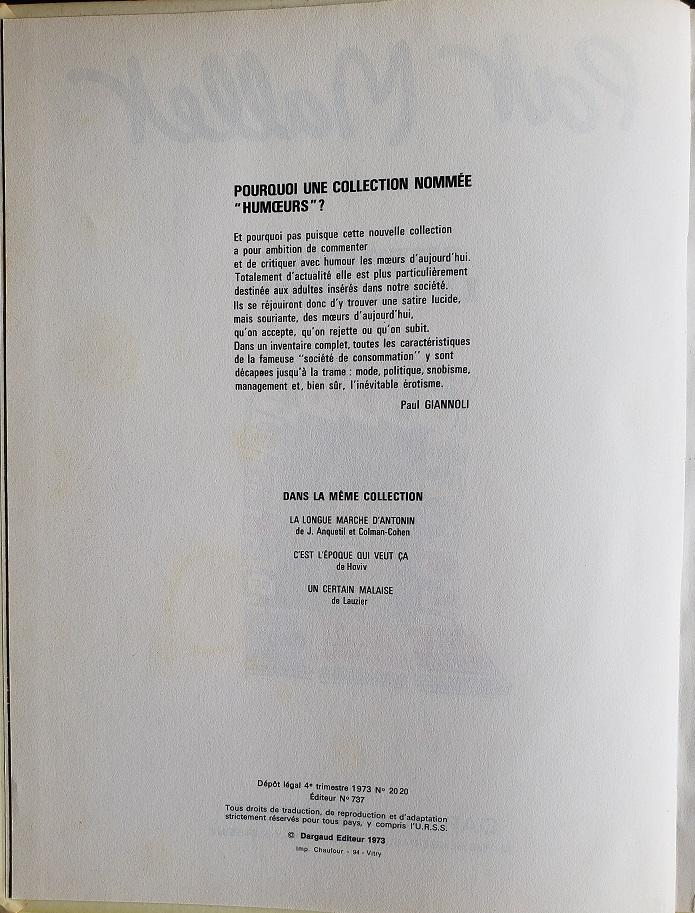 POURQUOI UNE COLLECTION NOMMÉE
"HUMŒURS"?
Et pourquoi pas puisque cette nouvelle collection
a pour ambition de commenter
et de critiquer avec humour les mœurs d'aujourd'hui.
Totalement d'actualité elle est plus particulièrement
destinée aux adultes insérés dans notre société.
Ils se réjouiront donc d'y trouver une satire lucide,
mais souriante, des mœurs d'aujourd'hui,
qu'on accepte, qu'on rejette ou qu'on subit.
Dans un inventaire complet, toutes les caractéristiques
de la fameuse "société de consommation" y sont
décapées jusqu'à la trame : mode, politique, snobisme,
management et, bien sûr, l'inévitable érotisme.
Paul GIANNOLI
DANS LA MÊME COLLECTION
LA LONGUE MARCHE D'ANTONIN
de J. Anquetil et Colman-Cohen
C'EST L'ÉPOQUE QUI VEUT ÇA
de Hoviv
UN CERTAIN MALAISE
de Lauzier
Dépôt légal 4e trimestre 1973 No 2020
Éditeur No 737
Tous droits de traduction, de reproduction et d'adaptation
strictement réservés pour tous pays, y compris l'U.R.S.S.
© Dargaud Editeur 1973
Imp. Chaufour - 94 - Vitry